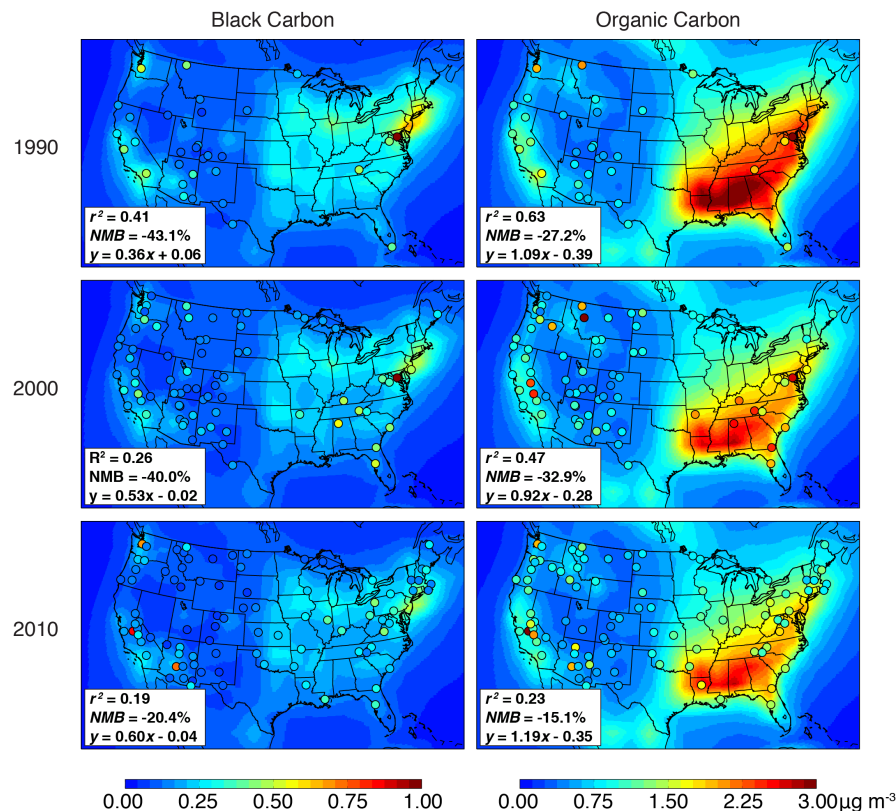 Black Carbon
Organic Carbon
1990
r² = 0.41
NMB = -43.1%
y = 0.36x + 0.06
r² = 0.63
NMB = -27.2%
y = 1.09x - 0.39
2000
R² = 0.26
NMB = -40.0%
y = 0.53x - 0.02
r² = 0.47
NMB = -32.9%
y = 0.92x - 0.28
2010
r² = 0.19
NMB = -20.4%
y = 0.60x - 0.04
r² = 0.23
NMB = -15.1%
y = 1.19x - 0.35
0.00 0.25 0.50 0.75 1.00
0.00 0.75 1.50 2.25 3.00µg m⁻³